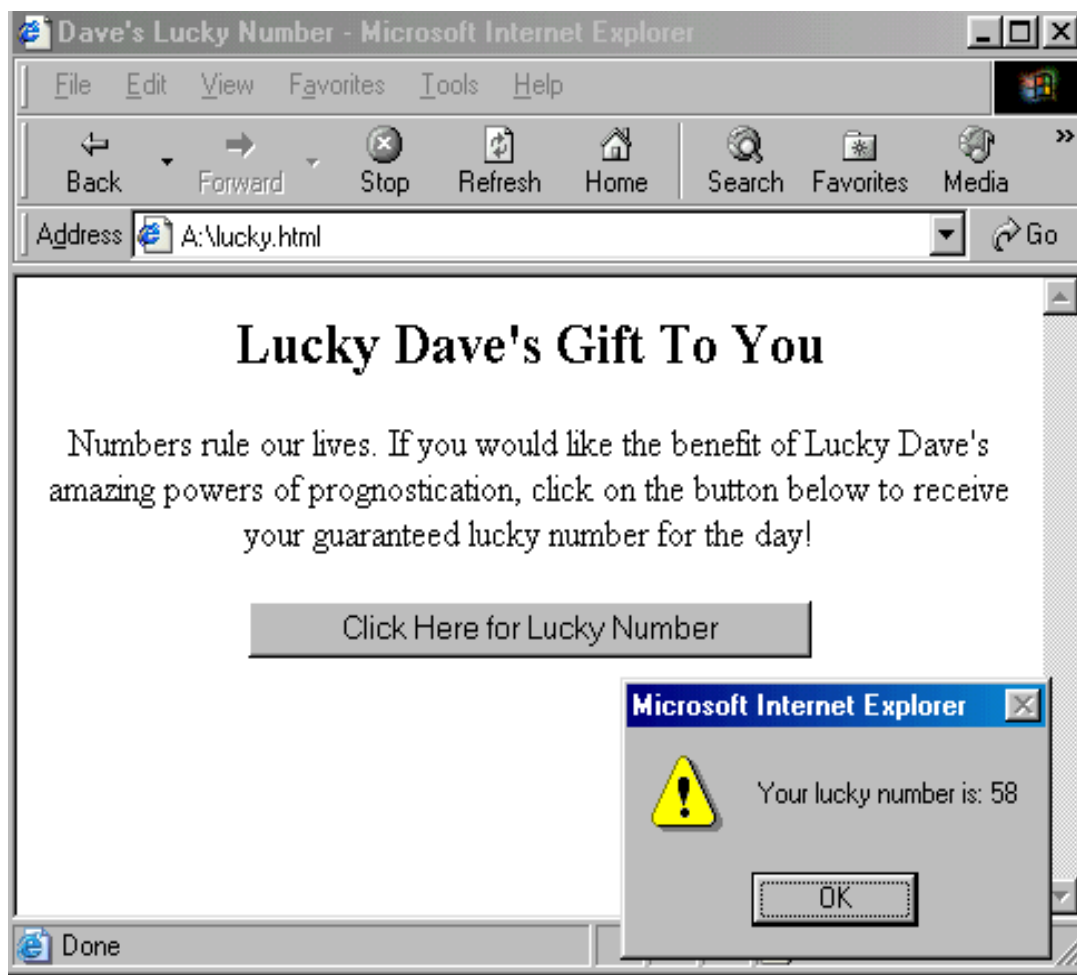 Dave's Lucky Number - Microsoft Internet Explorer
File Edit View Favorites Tools Help
Back Forward Stop Refresh Home Search Favorites Media »
Address A:\lucky.html Go
Lucky Dave's Gift To You
Numbers rule our lives. If you would like the benefit of Lucky Dave's
amazing powers of prognostication, click on the button below to receive
your guaranteed lucky number for the day!
Click Here for Lucky Number
Microsoft Internet Explorer
Your lucky number is: 58
OK
Done